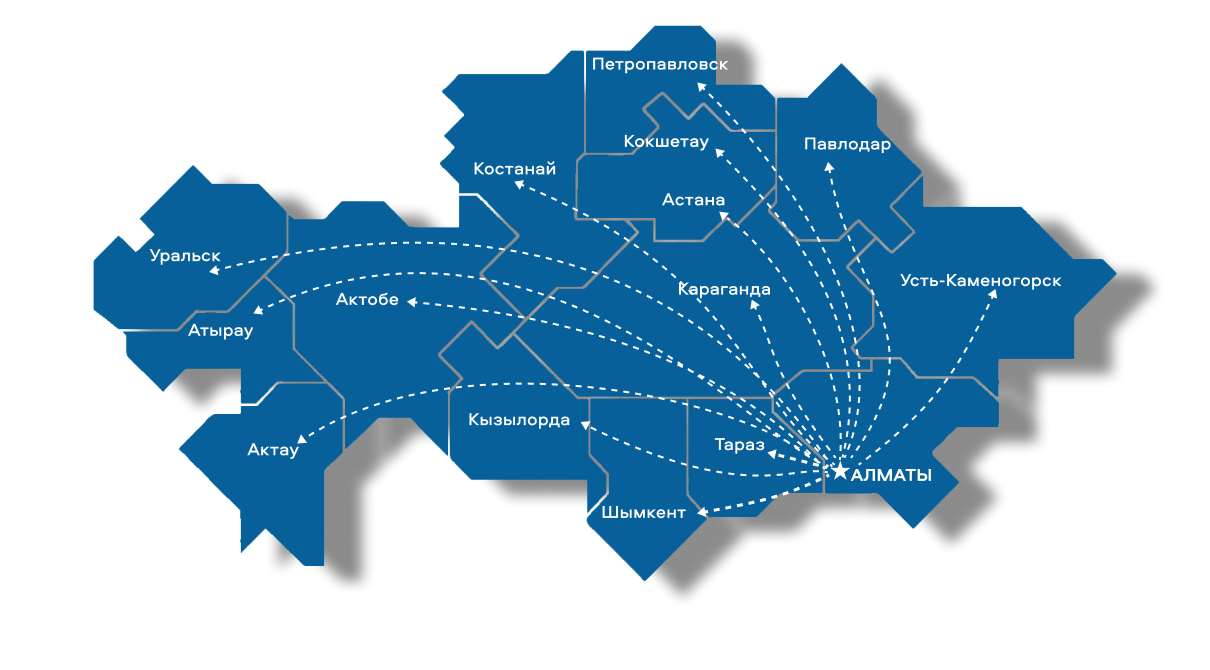 Петропавловск
Кокшетау
Павлодар
Костанай
Астана
Уральск
Усть-Каменогорск
Караганда
Актобе
Атырау
Кызылорда
Тараз
Актау
АЛМАТЫ
Шымкент